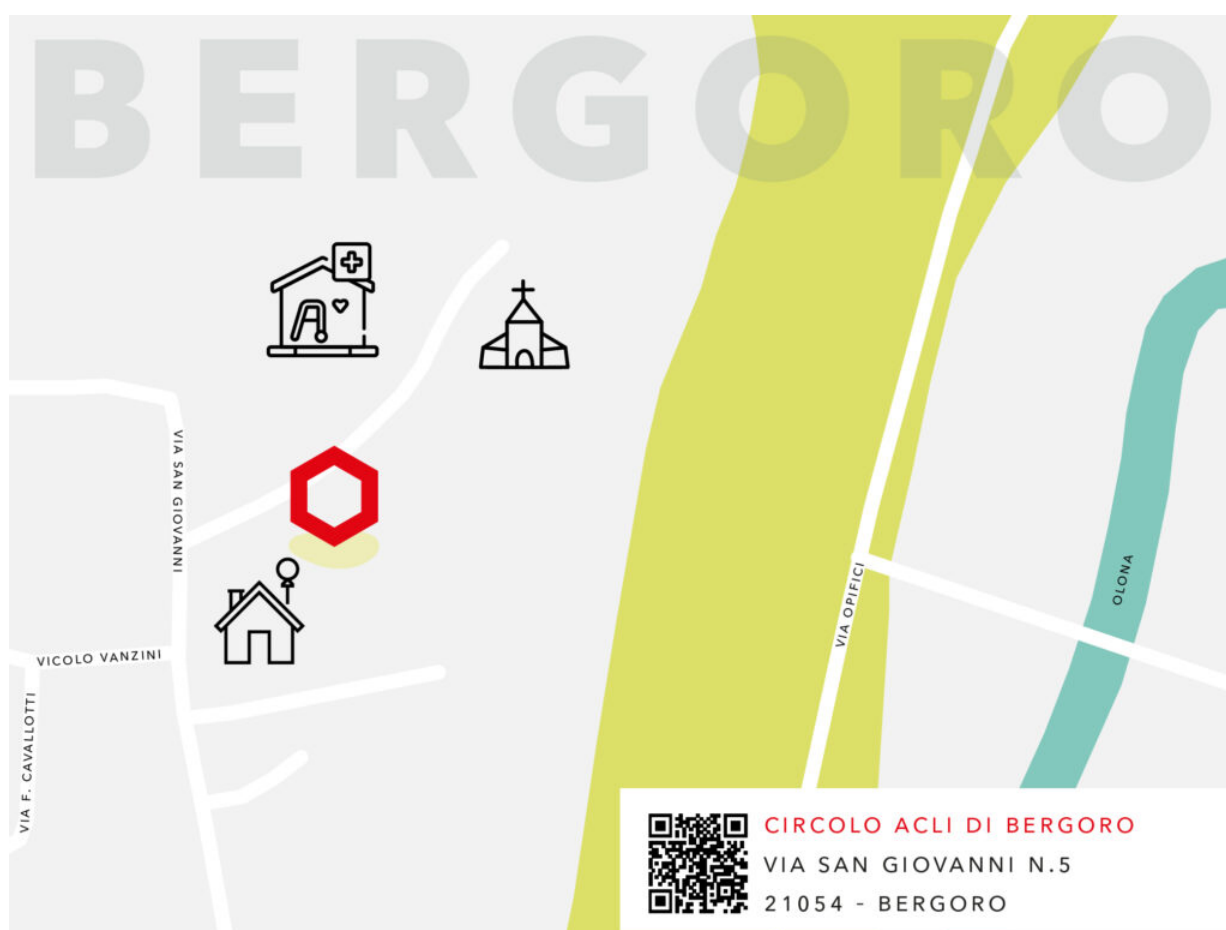 BERGORO
VIA SAN GIOVANNI
OLONA
VIA OPIFICI
VICOLO VANZINI
VIA F. CAVALLOTTI
CIRCOLO ACLI DI BERGORO
VIA SAN GIOVANNI N.5
21054 - BERGORO